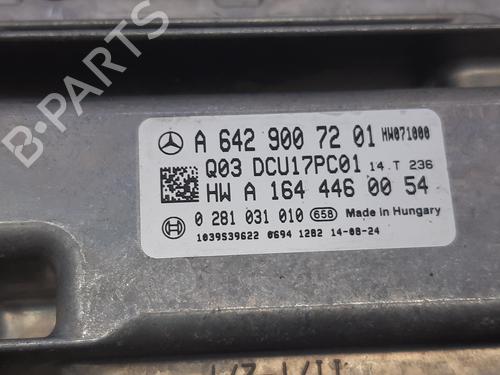 A 642 900 72 01 HW071000
Q03 DCU17PC01 14.T 236
HW A 164 446 00 54
0 281 031 010 658 Made in Hungary
1039S39622 0694 1282 14-08-24